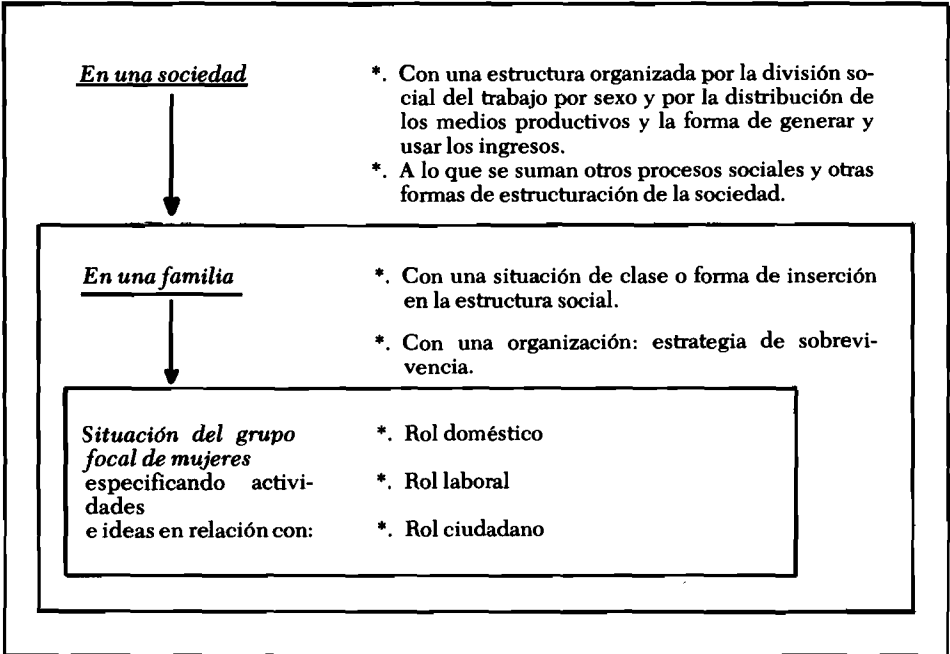 En una sociedad
*. Con una estructura organizada por la división so-
cial del trabajo por sexo y por la distribución de
los medios productivos y la forma de generar y
usar los ingresos.
*. A lo que se suman otros procesos sociales y otras
formas de estructuración de la sociedad.
En una familia
*. Con una situación de clase o forma de inserción
en la estructura social.
*. Con una organización: estrategia de sobrevi-
vencia.
Situación del grupo
focal de mujeres
especificando activi-
dades
e ideas en relación con:
*. Rol doméstico
*. Rol laboral
*. Rol ciudadano